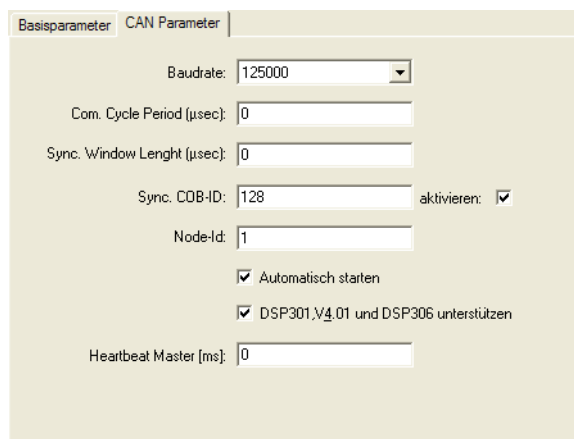 Basisparameter CAN Parameter
Baudrate: 125000
Com. Cycle Period (µsec): 0
Sync. Window Lenght (µsec): 0
Sync. COB-ID: 128 aktivieren:
Node-Id: 1
Automatisch starten
DSP301,V4.01 und DSP306 unterstützen
Heartbeat Master [ms]: 0